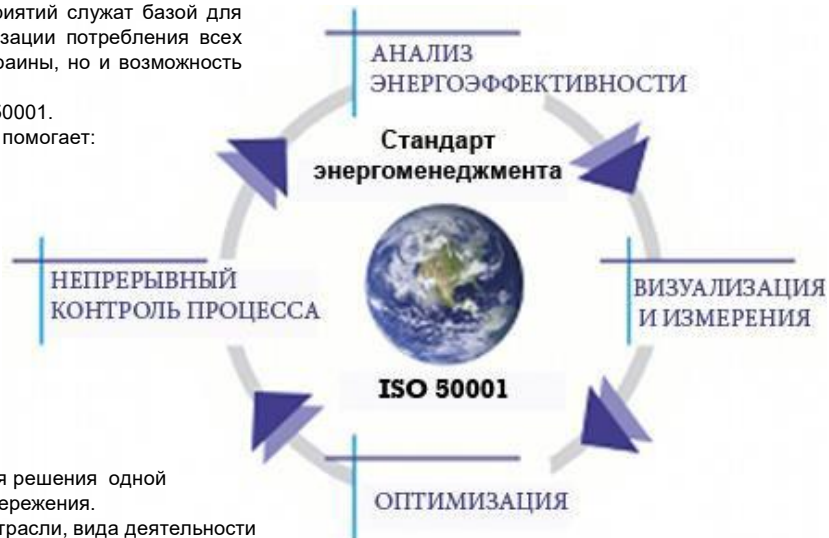 риятий служат базой для
зации потребления всех
раины, но и возможность
50001.
помогает:
АНАЛИЗ
ЭНЕРГОЭФФЕКТИВНОСТИ
Стандарт
энергоменеджмента
НЕПРЕРЫВНЫЙ
КОНТРОЛЬ ПРОЦЕССА
ВИЗУАЛИЗАЦИЯ
И ИЗМЕРЕНИЯ
ISO 50001
ОПТИМИЗАЦИЯ
я решения одной
ережения.
трасли, вида деятельности